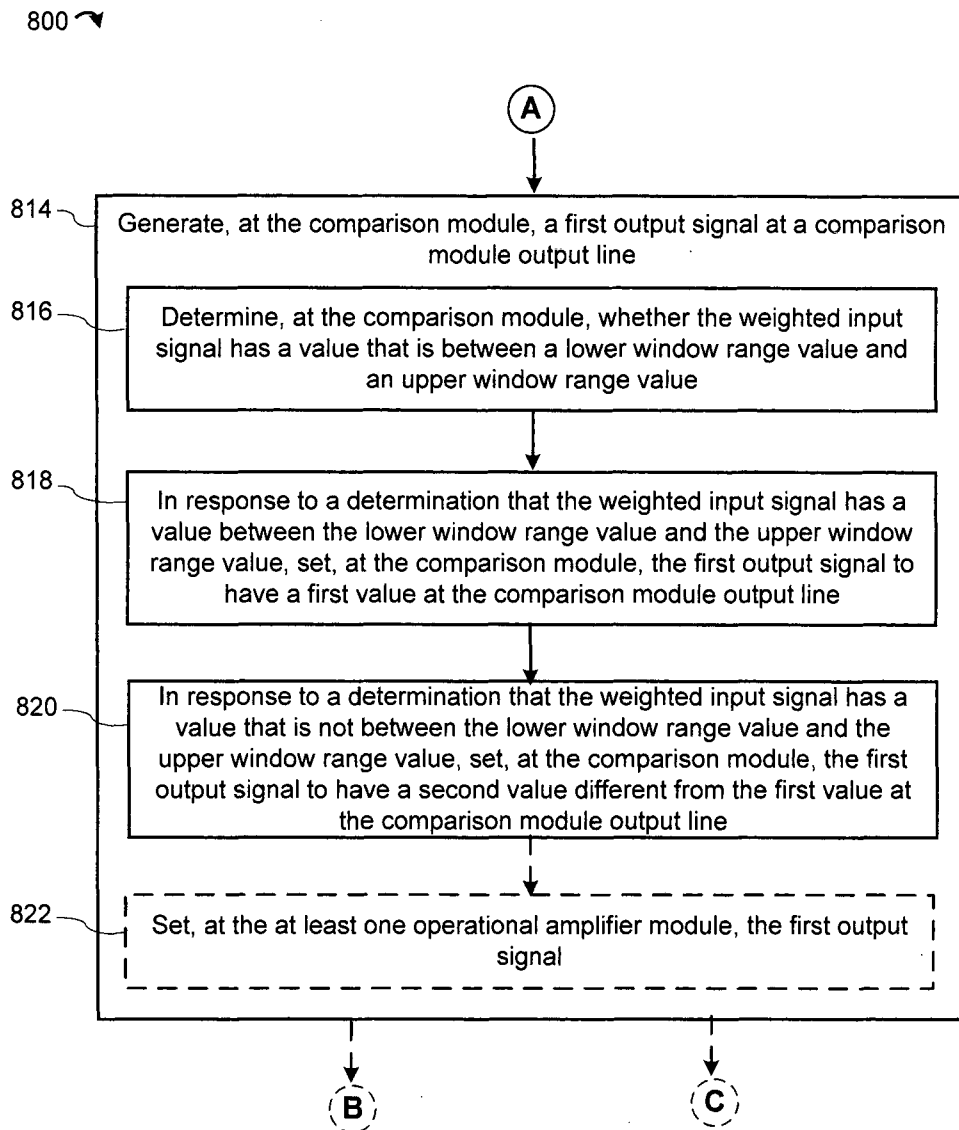 800
A
814
Generate, at the comparison module, a first output signal at a comparison
module output line
816
Determine, at the comparison module, whether the weighted input
signal has a value that is between a lower window range value and
an upper window range value
818
In response to a determination that the weighted input signal has a
value between the lower window range value and the upper window
range value, set, at the comparison module, the first output signal to
have a first value at the comparison module output line
820
In response to a determination that the weighted input signal has a
value that is not between the lower window range value and the
upper window range value, set, at the comparison module, the first
output signal to have a second value different from the first value at
the comparison module output line
822
Set, at the at least one operational amplifier module, the first output
signal
B
C